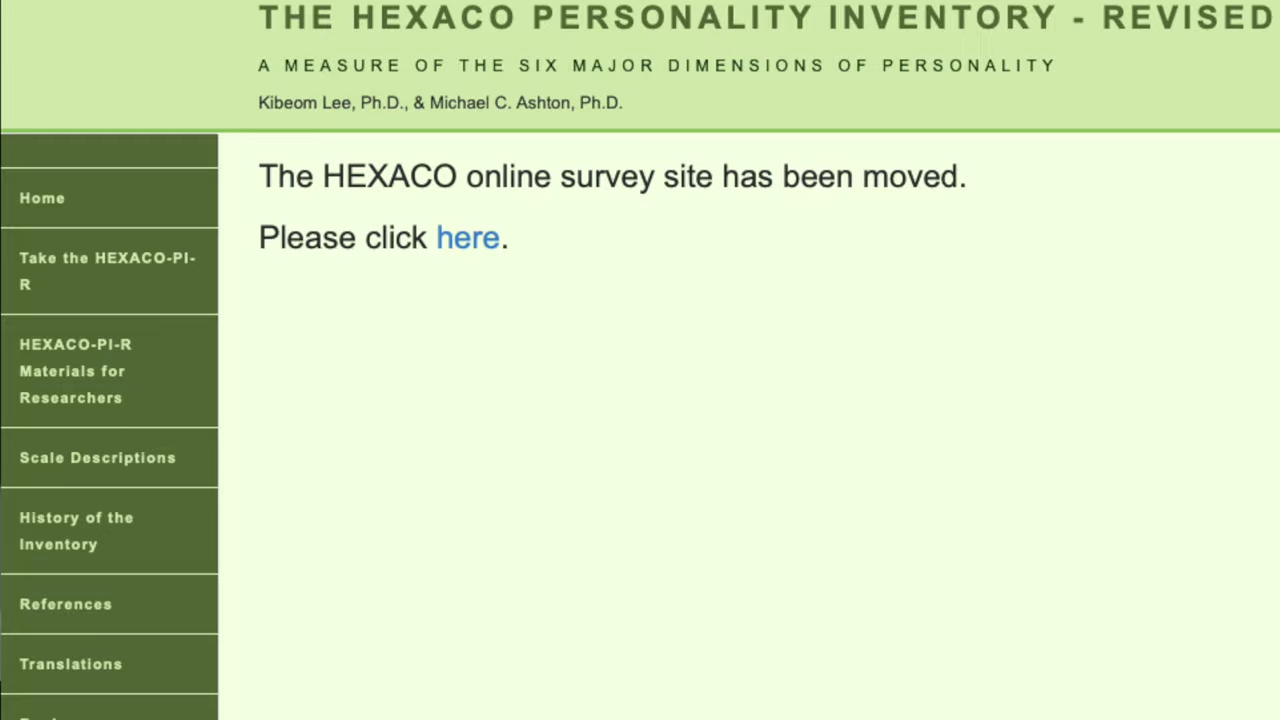 THE HEXACO PERSONALITY INVENTORY - REVISED
A MEASURE OF THE SIX MAJOR DIMENSIONS OF PERSONALITY
Kibeom Lee, Ph.D., & Michael C. Ashton, Ph.D.
Home
Take the HEXACO-PI-
R
HEXACO-PI-R
Materials for
Researchers
Scale Descriptions
History of the
Inventory
References
Translations
The HEXACO online survey site has been moved.
Please click here.